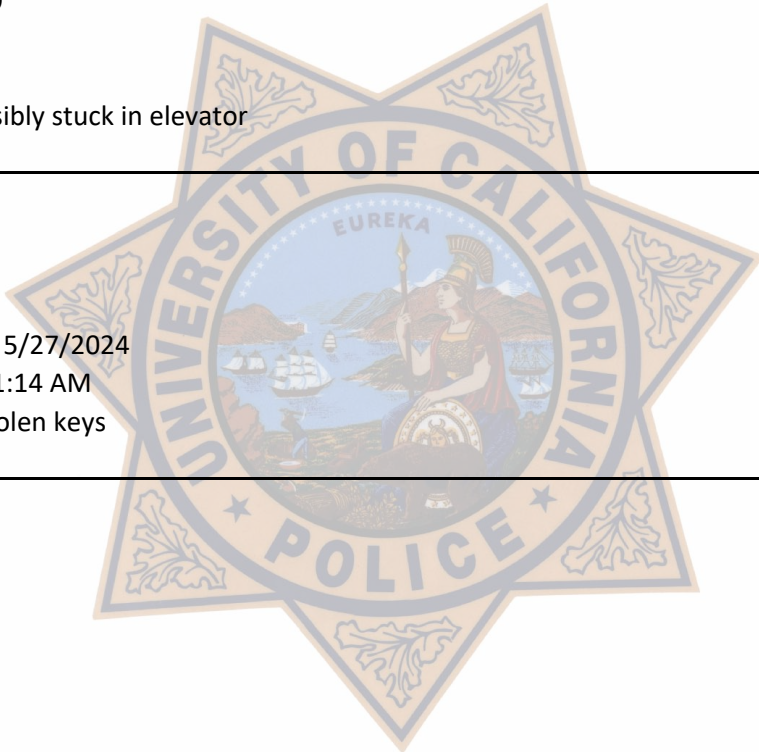 sibly stuck in elevator
UNIVERSITY OF CALIFORNIA
EUREKA
5/27/2024
1:14 AM
olen keys
POLICE